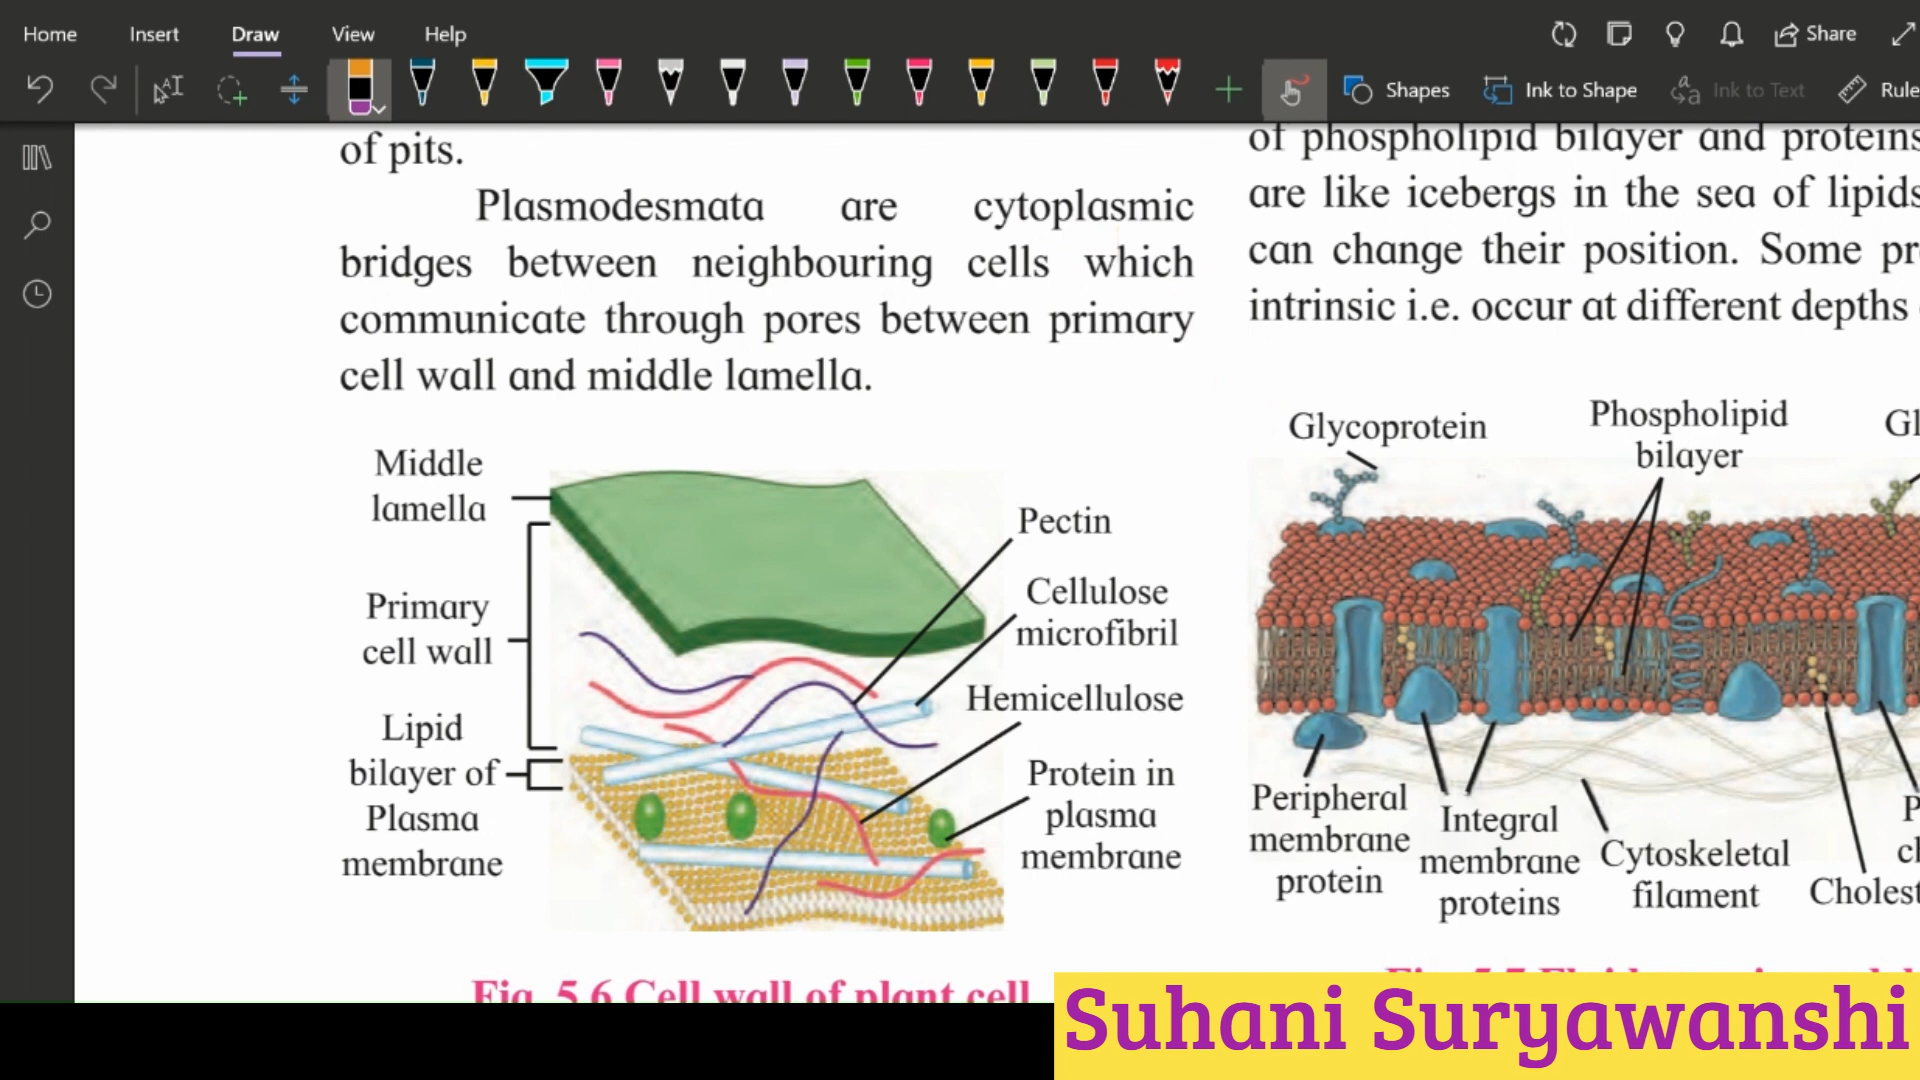 Home Insert Draw View Help
Share
Shapes Ink to Shape Ink to Text
of pits.
Plasmodesmata are cytoplasmic
bridges between neighbouring cells which
communicate through pores between primary
cell wall and middle lamella.
Middle
lamella
Primary
cell wall
Lipid
bilayer of
Plasma
membrane
Pectin
Cellulose
microfibril
Hemicellulose
Protein in
plasma
membrane
Fig. 5.6 Cell wall of plant cell
of phospholipid bilayer and proteins
are like icebergs in the sea of lipids
can change their position. Some
intrinsic i.e. occur at different depths
Glycoprotein
Phospholipid
bilayer
Peripheral
membrane
protein
Integral
membrane
proteins
Cytoskeletal
filament
Suhani Suryawanshi